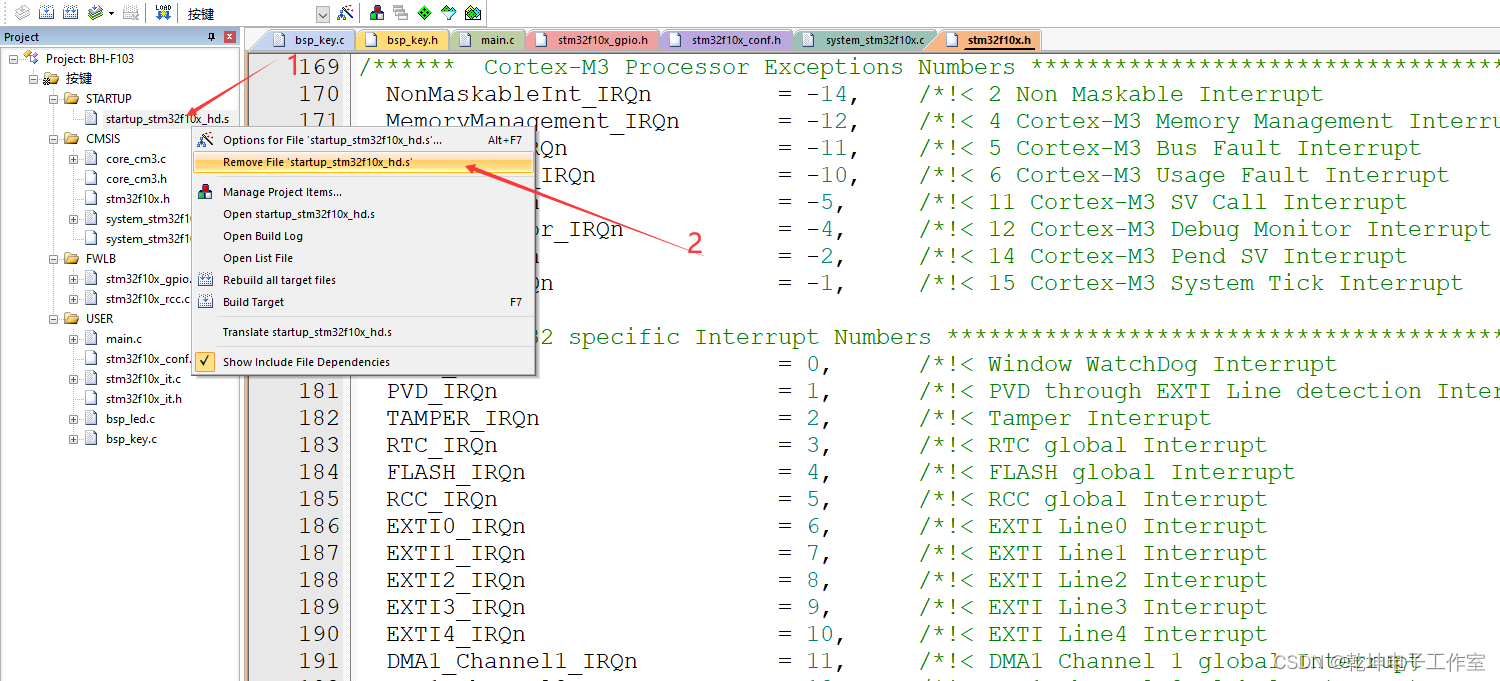 LOAD
按键
Project
Project: BH-F103
按键
STARTUP
startup_stm32f10x_hd.s
CMSIS
core_cm3.c
core_cm3.h
stm32f10x.h
system_stm32f10
system_stm32f10
FWLB
stm32f10x_gpio.
stm32f10x_rcc.c
USER
main.c
stm32f10x_conf.
stm32f10x_it.c
stm32f10x_it.h
bsp_led.c
bsp_key.c
1
Options for File 'startup_stm32f10x_hd.s'... Alt+F7
Remove File 'startup_stm32f10x_hd.s'
Manage Project Items...
Open startup_stm32f10x_hd.s
Open Build Log
Open List File
Rebuild all target files
Build Target F7
Translate startup_stm32f10x_hd.s
Show Include File Dependencies
2
bsp_key.c bsp_key.h main.c stm32f10x_gpio.h stm32f10x_conf.h system_stm32f10x.c stm32f10x.h
169 /****** Cortex-M3 Processor Exceptions Numbers **********************************
170 NonMaskableInt_IRQn = -14, /*!< 2 Non Maskable Interrupt
171 MemoryManagement_IRQn = -12, /*!< 4 Cortex-M3 Memory Management Interru
IRQn = -11, /*!< 5 Cortex-M3 Bus Fault Interrupt
IRQn = -10, /*!< 6 Cortex-M3 Usage Fault Interrupt
= -5, /*!< 11 Cortex-M3 SV Call Interrupt
or_IRQn = -4, /*!< 12 Cortex-M3 Debug Monitor Interrupt
= -2, /*!< 14 Cortex-M3 Pend SV Interrupt
Qn = -1, /*!< 15 Cortex-M3 System Tick Interrupt
32 specific Interrupt Numbers ****************************************
= 0, /*!< Window WatchDog Interrupt
181 PVD_IRQn = 1, /*!< PVD through EXTI Line detection Inter
182 TAMPER_IRQn = 2, /*!< Tamper Interrupt
183 RTC_IRQn = 3, /*!< RTC global Interrupt
184 FLASH_IRQn = 4, /*!< FLASH global Interrupt
185 RCC_IRQn = 5, /*!< RCC global Interrupt
186 EXTI0_IRQn = 6, /*!< EXTI Line0 Interrupt
187 EXTI1_IRQn = 7, /*!< EXTI Line1 Interrupt
188 EXTI2_IRQn = 8, /*!< EXTI Line2 Interrupt
189 EXTI3_IRQn = 9, /*!< EXTI Line3 Interrupt
190 EXTI4_IRQn = 10, /*!< EXTI Line4 Interrupt
191 DMA1_Channel1_IRQn = 11, /*!< DMA1 Channel 1 global Interrupt
CSDN @乾坤电子工作室